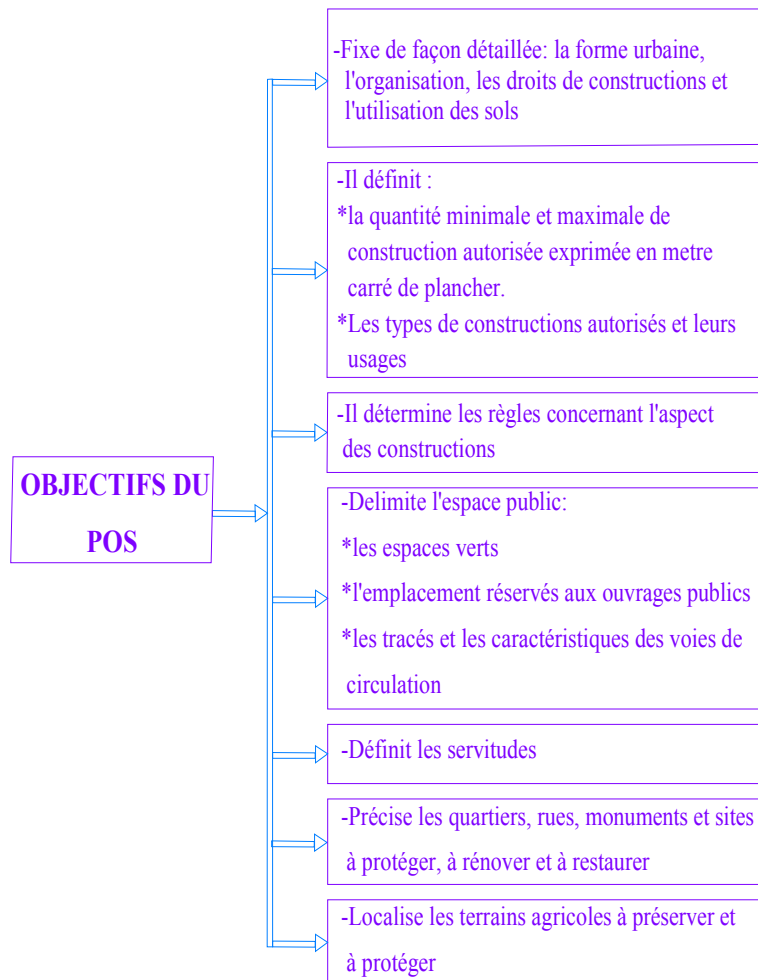 -Fixe de façon détaillée: la forme urbaine,
l'organisation, les droits de constructions et
l'utilisation des sols
-Il définit :
*la quantité minimale et maximale de
construction autorisée exprimée en metre
carré de plancher.
*Les types de constructions autorisés et leurs
usages
-Il détermine les règles concernant l'aspect
des constructions
OBJECTIFS DU
POS
-Delimite l'espace public:
*les espaces verts
*l'emplacement réservés aux ouvrages publics
*les tracés et les caractéristiques des voies de
circulation
-Définit les servitudes
-Précise les quartiers, rues, monuments et sites
à protéger, à rénover et à restaurer
-Localise les terrains agricoles à préserver et
à protéger